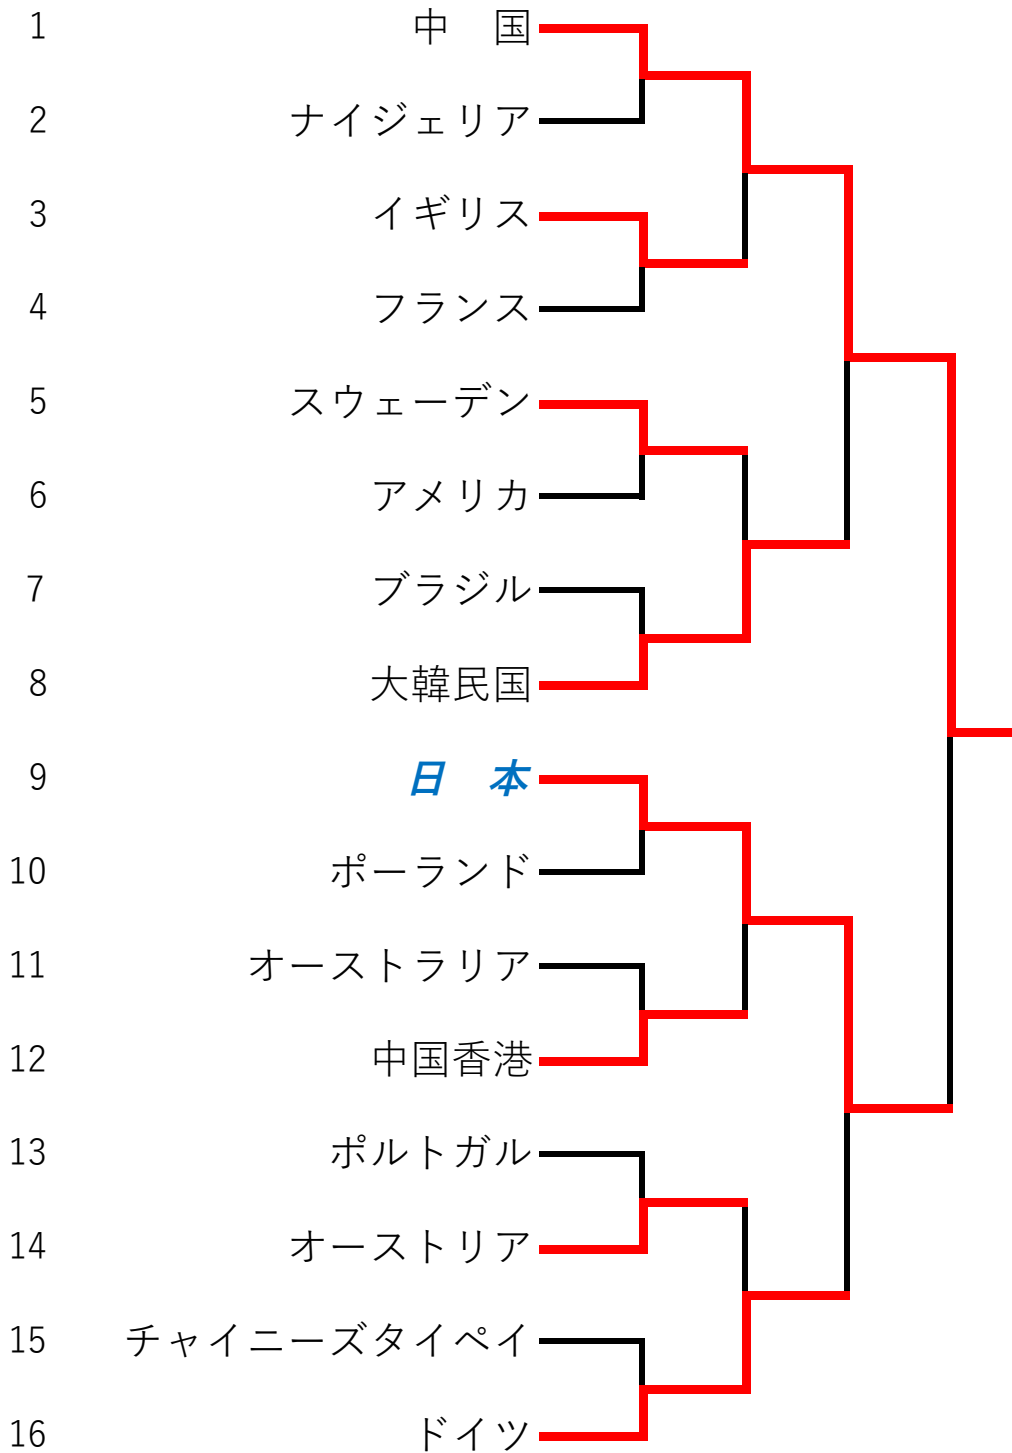 1 中　国
2 ナイジェリア
3 イギリス
4 フランス
5 スウェーデン
6 アメリカ
7 ブラジル
8 大韓民国
9 日　本
10 ポーランド
11 オーストラリア
12 中国香港
13 ポルトガル
14 オーストリア
15 チャイニーズタイペイ
16 ドイツ